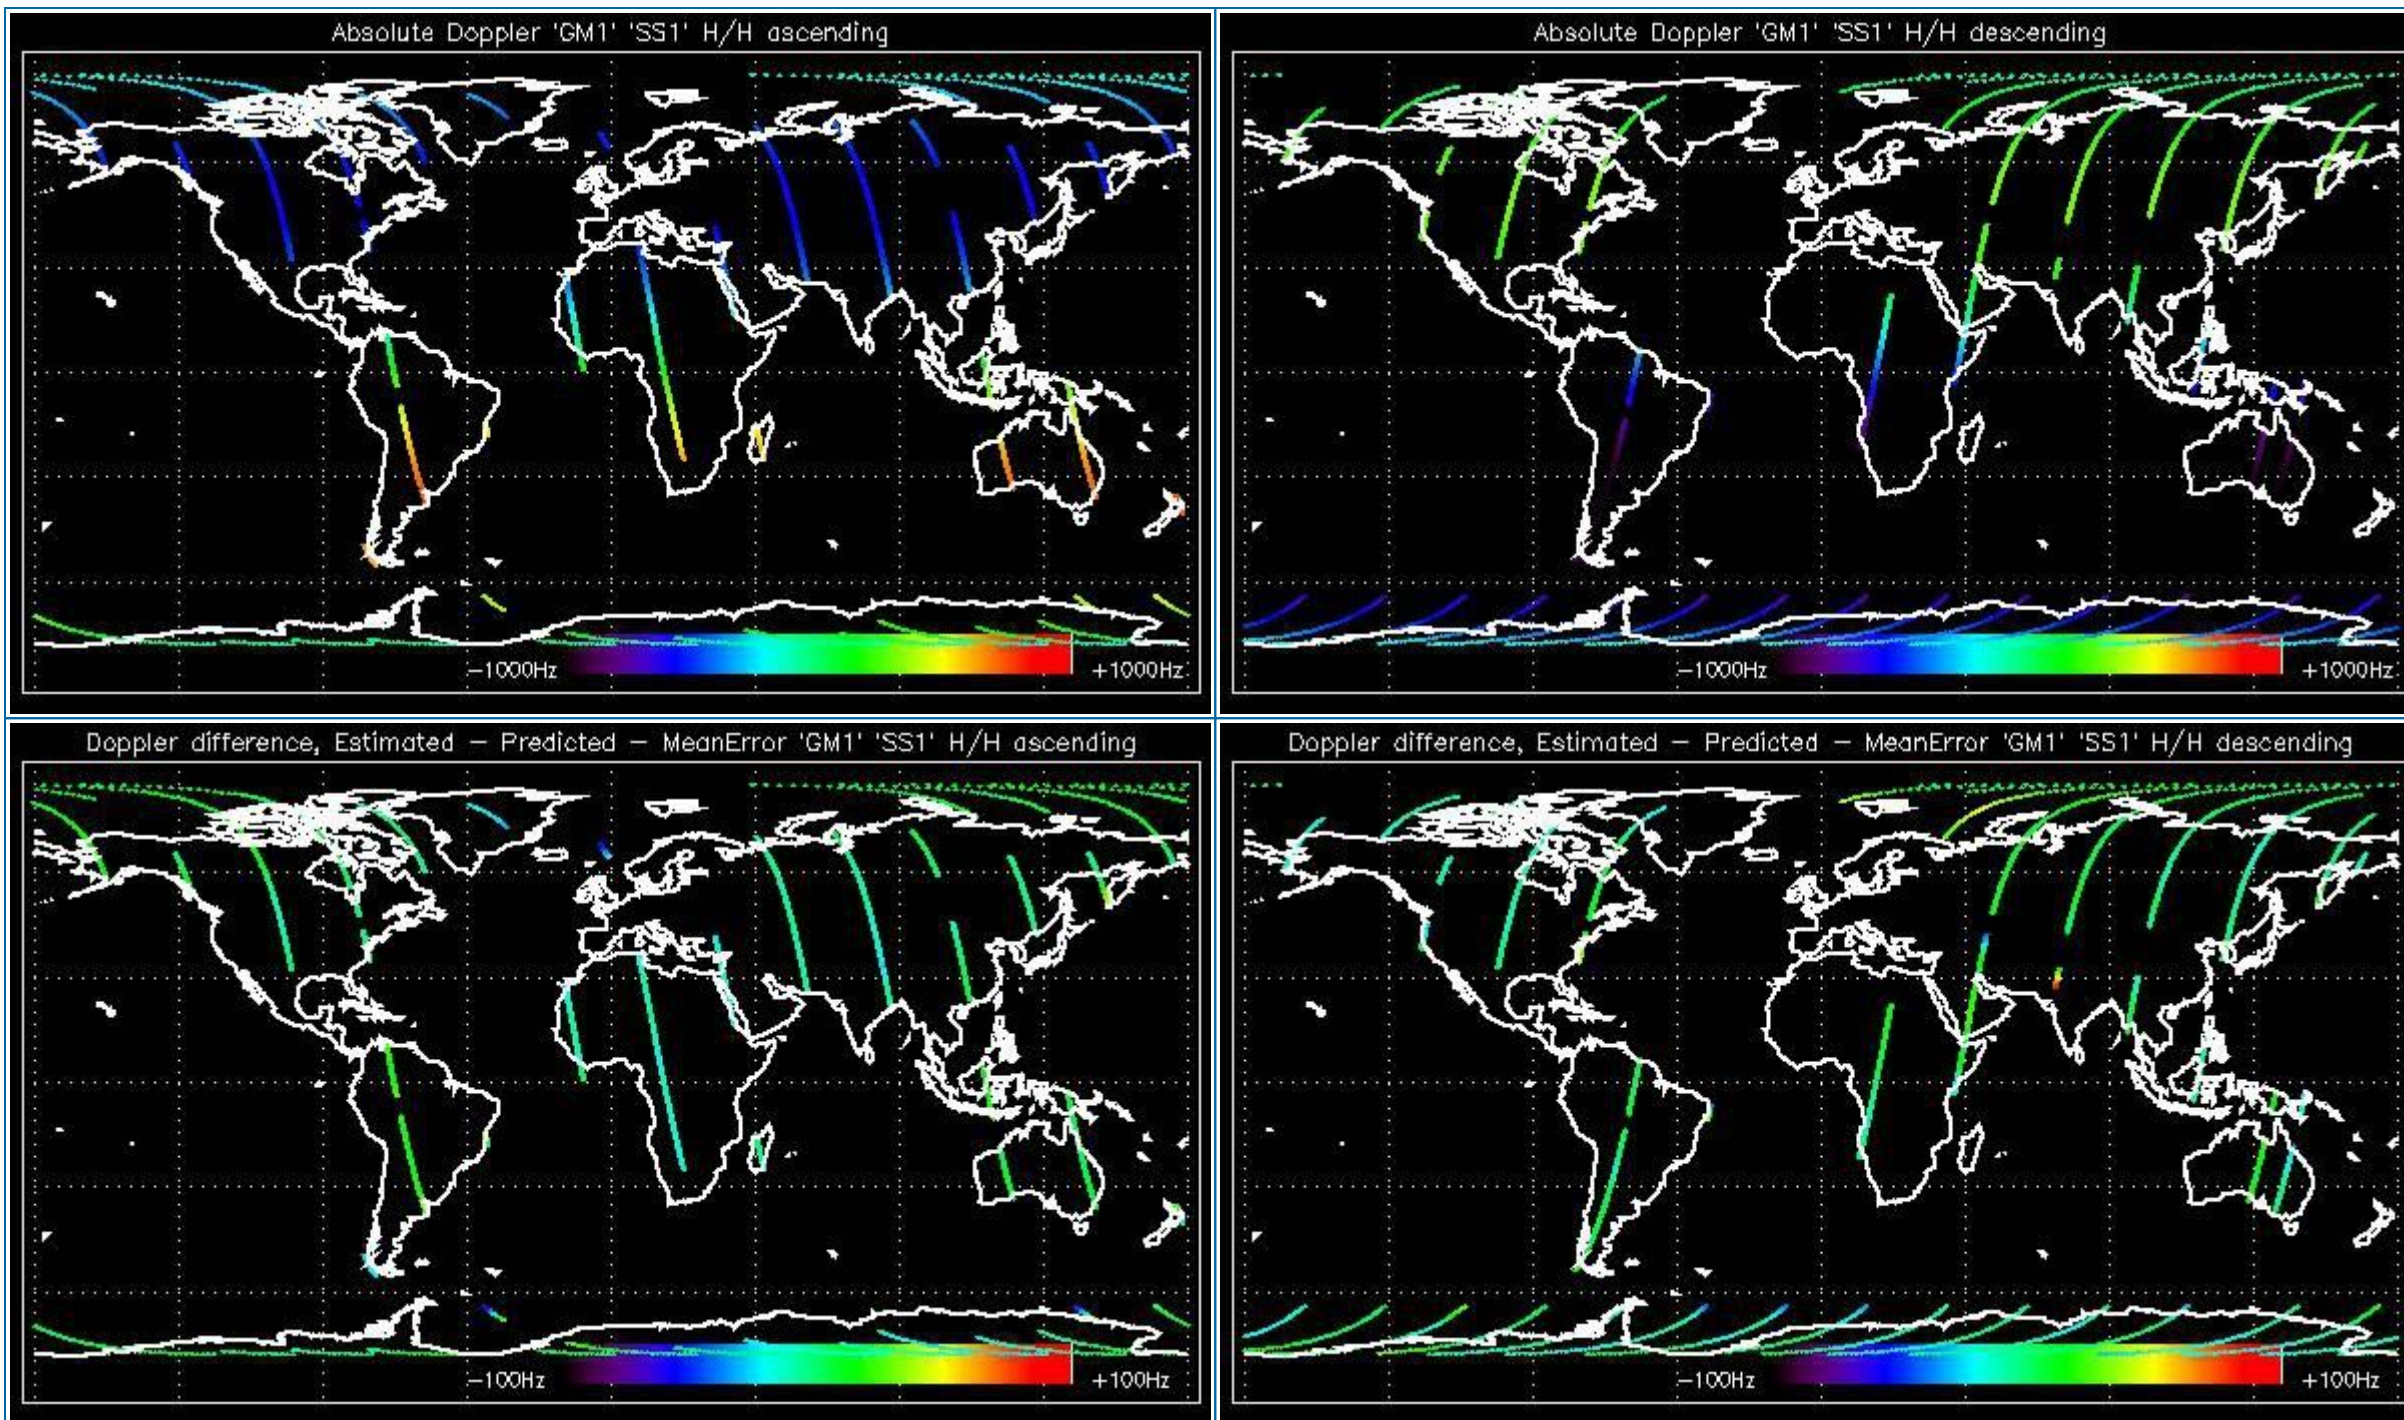 Absolute Doppler 'GM1' 'SS1' H/H ascending
−1000Hz
+1000Hz
Absolute Doppler 'GM1' 'SS1' H/H descending
−1000Hz
+1000Hz
Doppler difference, Estimated − Predicted − MeanError 'GM1' 'SS1' H/H ascending
−100Hz
+100Hz
Doppler difference, Estimated − Predicted − MeanError 'GM1' 'SS1' H/H descending
−100Hz
+100Hz